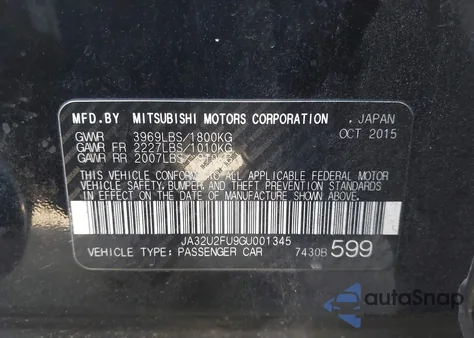 MFD.BY MITSUBISHI MOTORS CORPORATION , JAPAN
GVWR 3969LBS/1800KG OCT 2015
GAWR FR 2227LBS/1010KG
GAWR RR 2007LBS/
THIS VEHICLE CONFORMS TO ALL APPLICABLE FEDERAL MOTOR
VEHICLE SAFETY, BUMPER, AND THEFT PREVENTION STANDARDS
IN EFFECT ON THE DATE OF MANUFACTURE SHOWN ABOVE.
JA32U2FU9GU001345
VEHICLE TYPE: PASSENGER CAR 7430B 599
autoSnap